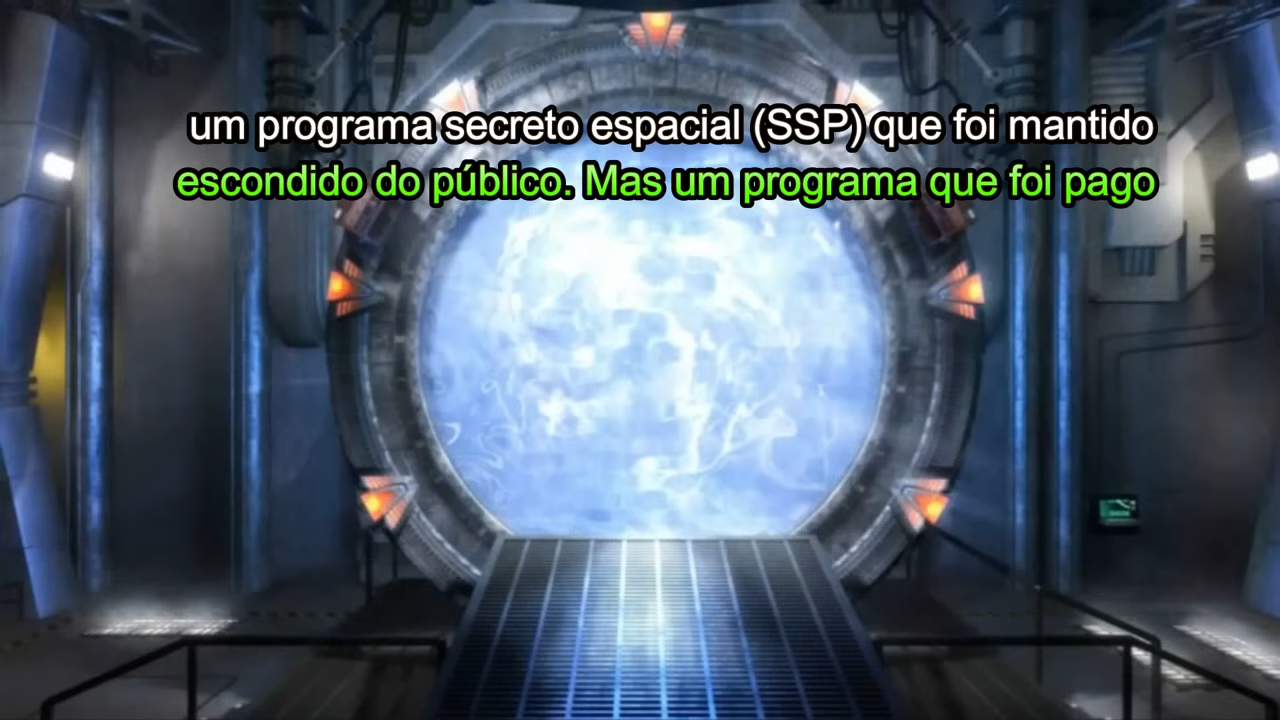 um programa secreto espacial (SSP) que foi mantido
escondido do público. Mas um programa que foi pago